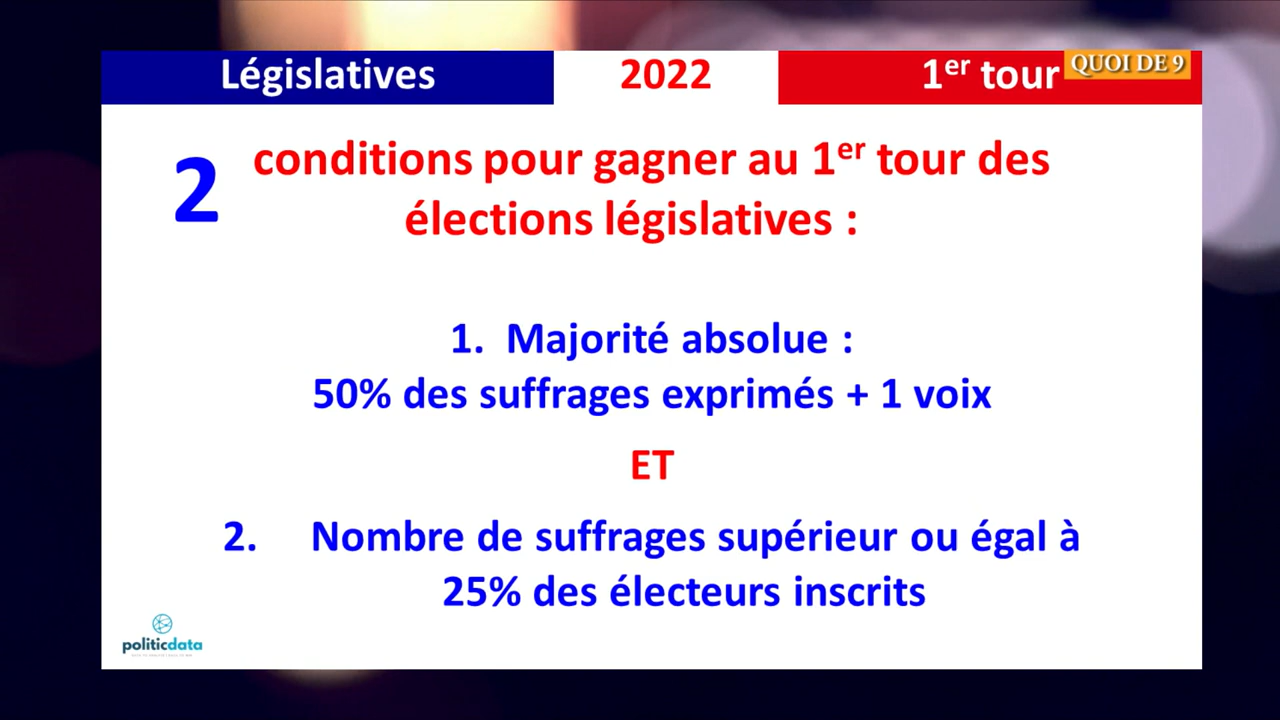 Législatives
2022
1er tour
QUOI DE 9
2
conditions pour gagner au 1er tour des
élections législatives :
1. Majorité absolue :
50% des suffrages exprimés + 1 voix
ET
2. Nombre de suffrages supérieur ou égal à
25% des électeurs inscrits
politicdata